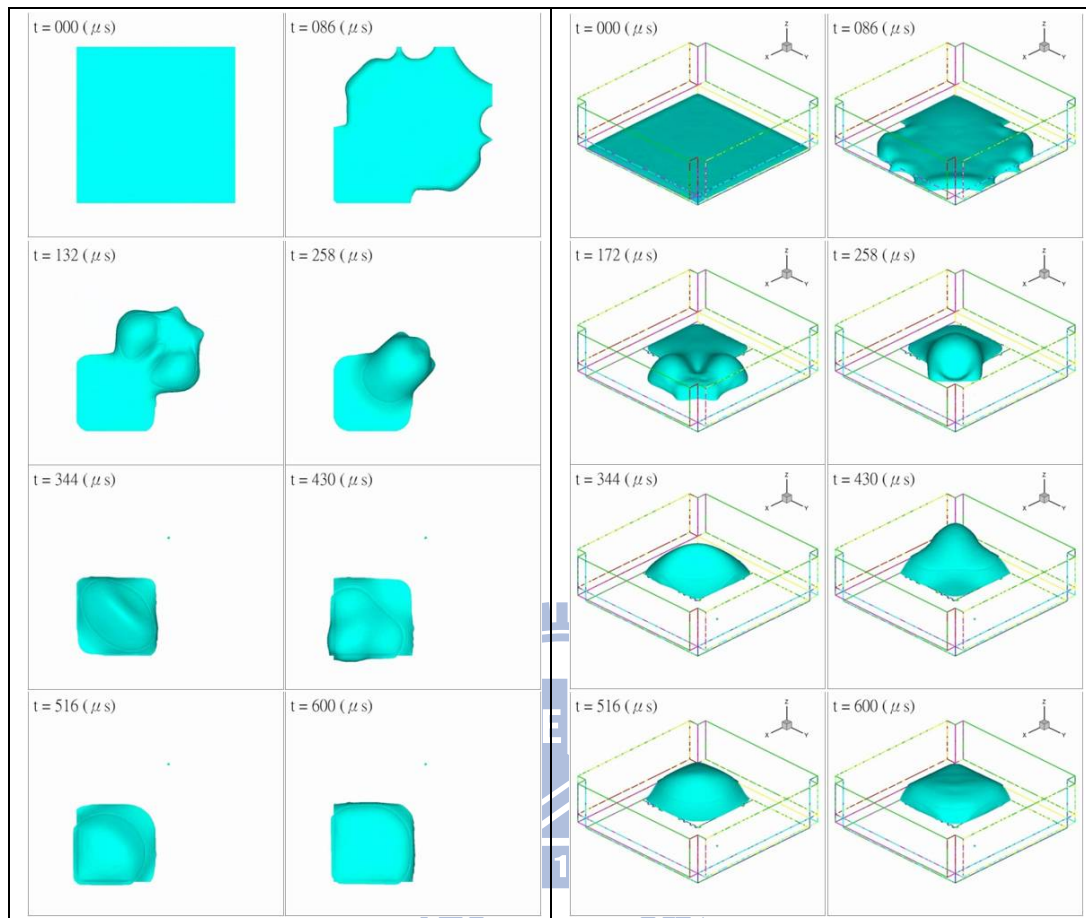 t = 000 ( μ s)
t = 086 ( μ s)
t = 132 ( μ s)
t = 258 ( μ s)
t = 344 ( μ s)
t = 430 ( μ s)
t = 516 ( μ s)
t = 600 ( μ s)
t = 000 ( μ s)
Z
X
Y
t = 086 ( μ s)
Z
X
Y
t = 172 ( μ s)
Z
X
Y
t = 258 ( μ s)
Z
X
Y
t = 344 ( μ s)
Z
X
Y
t = 430 ( μ s)
Z
X
Y
t = 516 ( μ s)
Z
X
Y
t = 600 ( μ s)
Z
X
Y